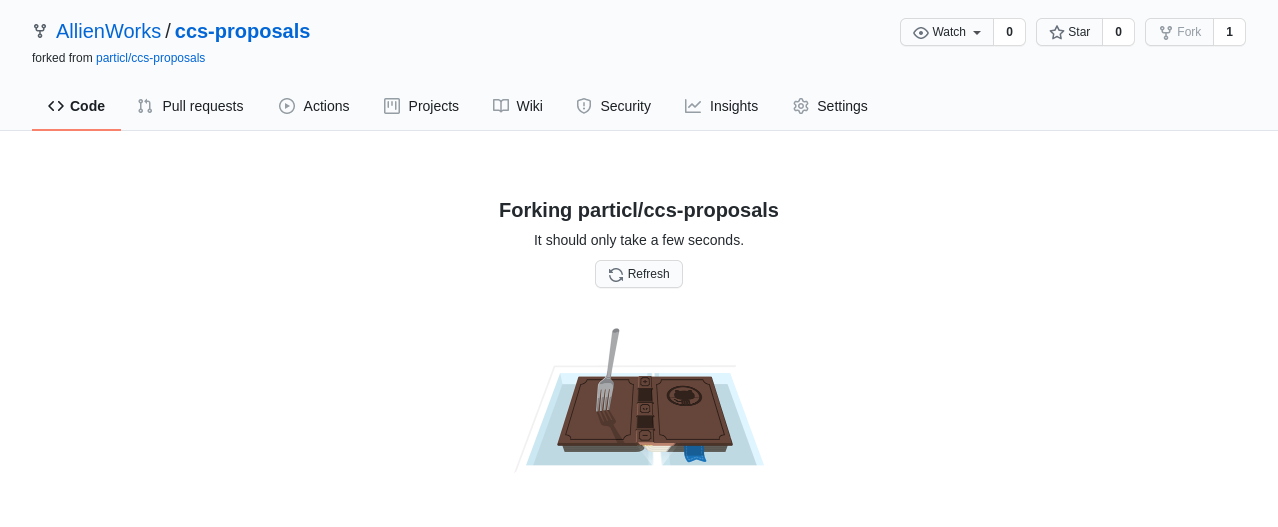 AllienWorks / ccs-proposals
forked from particl/ccs-proposals
Watch 0 Star 0 Fork 1
Code Pull requests Actions Projects Wiki Security Insights Settings
Forking particl/ccs-proposals
It should only take a few seconds.
Refresh